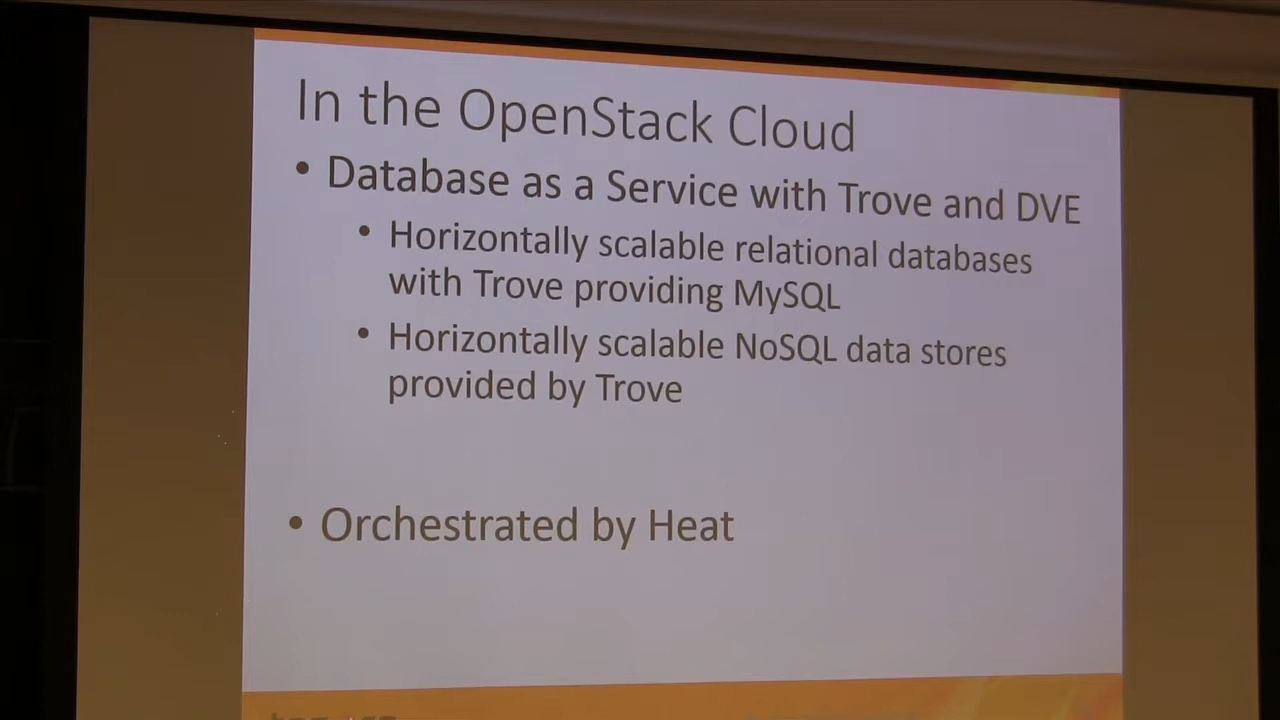 In the OpenStack Cloud
• Database as a Service with Trove and DVE
• Horizontally scalable relational databases
with Trove providing MySQL
• Horizontally scalable NoSQL data stores
provided by Trove
• Orchestrated by Heat